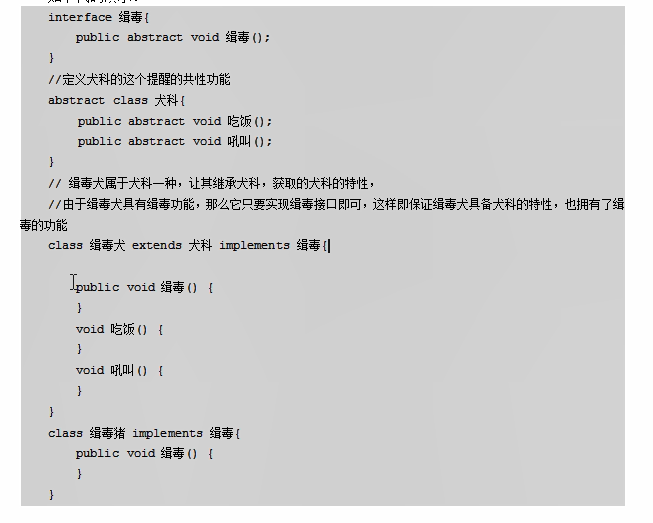 interface 缉毒{
public abstract void 缉毒();
}
//定义犬科的这个提醒的共性功能
abstract class 犬科{
public abstract void 吃饭();
public abstract void 吼叫();
}
// 缉毒犬属于犬科一种，让其继承犬科，获取的犬科的特性，
//由于缉毒犬具有缉毒功能，那么它只要实现缉毒接口即可，这样即保证缉毒犬具备犬科的特性，也拥有了缉
毒的功能
class 缉毒犬 extends 犬科 implements 缉毒{
public void 缉毒() {
}
void 吃饭() {
}
void 吼叫() {
}
}
class 缉毒猪 implements 缉毒{
public void 缉毒() {
}
}